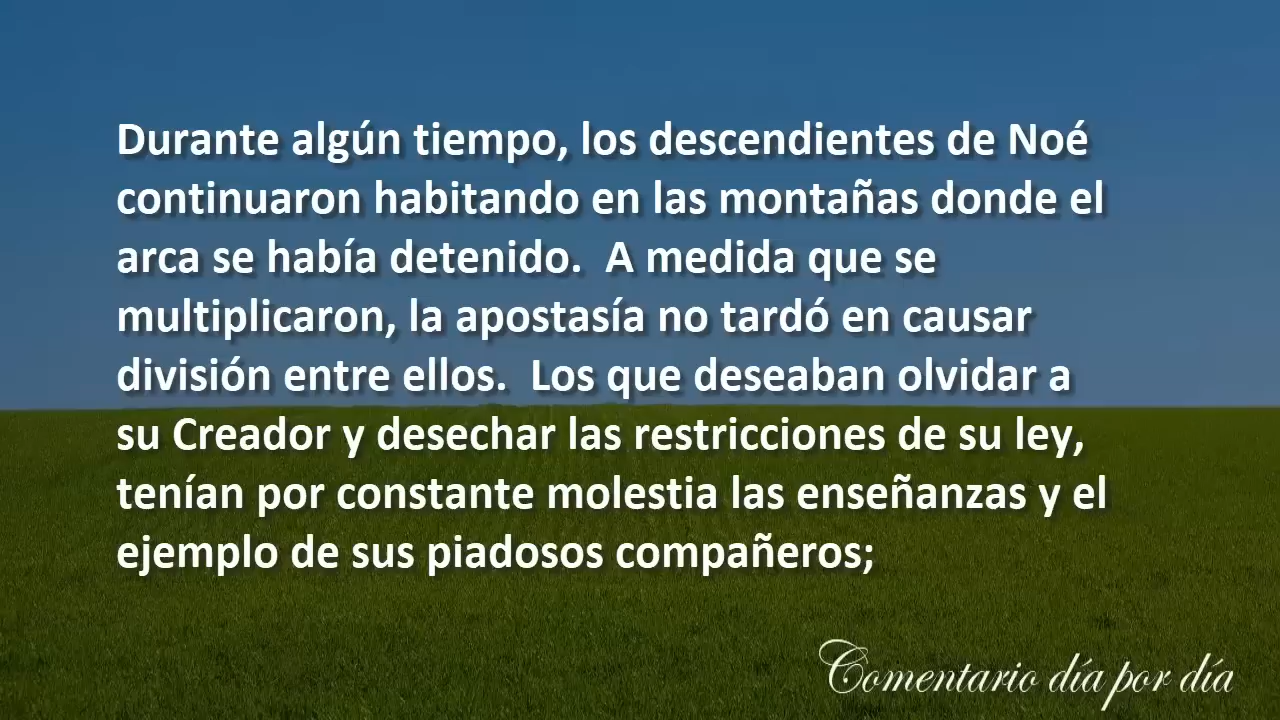 Durante algún tiempo, los descendientes de Noé
continuaron habitando en las montañas donde el
arca se había detenido.  A medida que se
multiplicaron, la apostasía no tardó en causar
división entre ellos.  Los que deseaban olvidar a
su Creador y desechar las restricciones de su ley,
tenían por constante molestia las enseñanzas y el
ejemplo de sus piadosos compañeros;
Comentario día por día